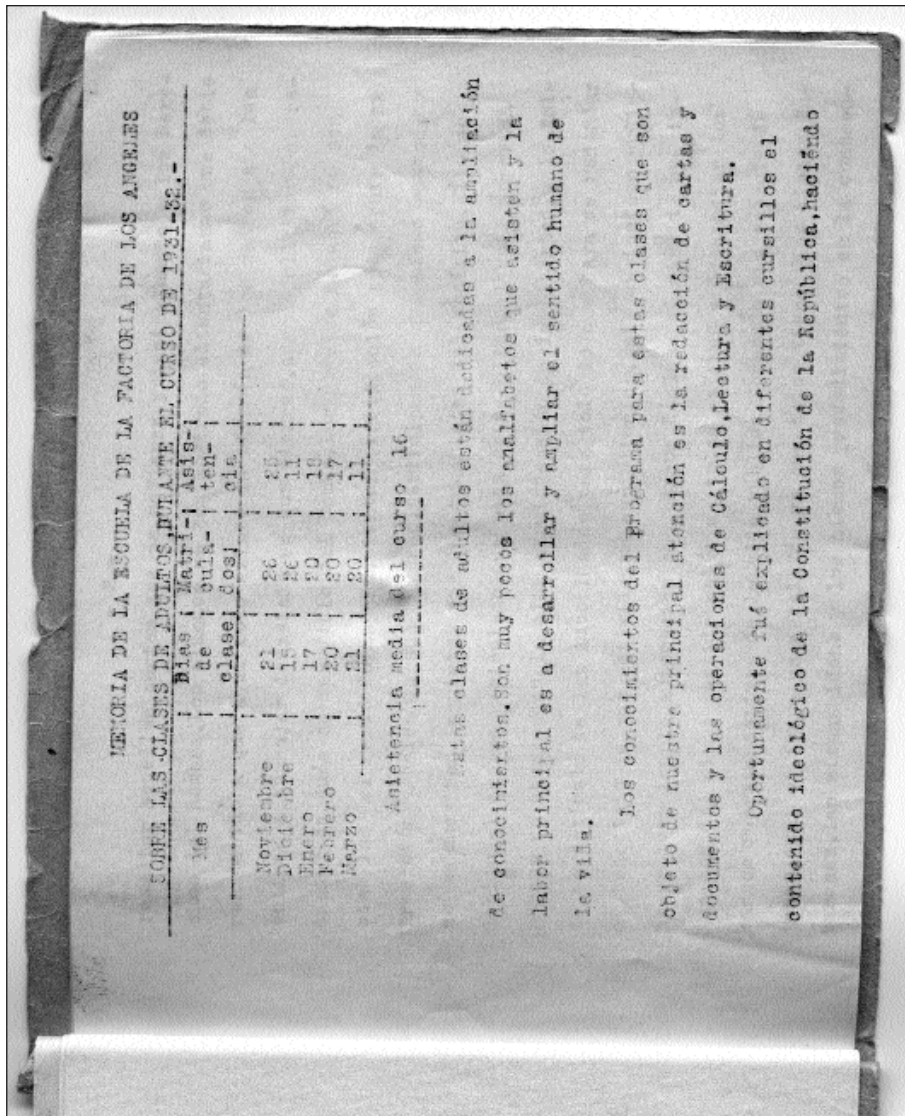 MEMORIA DE LA ESCUELA DE LA FACTORIA DE LOS ANGELES
SOBRE LAS CLASES DE ADULTOS,DURANTE EL CURSO DE 1931-32.-
Mes | Dias de clase | Matriculados | Asis-tencia
Noviembre | 21 | 26 |
Diciembre | 15 | 26 | 11
Enero | 17 | 20 | 18
Febrero | 20 | 20 | 17
Marzo | 21 | 20 | 11
Asistencia media del curso 16
Estas clases de adultos están dedicadas a la ampliación
de conocimientos.Son muy pocos los analfabetos que asisten y la
labor principal es a desarrollar y ampliar el sentido humano de
la vida.
Los conocimientos del Programa para estas clases que son
objeto de nuestra principal atención es la redacción de cartas y
documentos y las operaciones de Cálculo,Lectura y Escritura.
Oportunamente fué explicado en diferentes cursillos el
contenido ideológico de la Constitución de la República,haciéndo